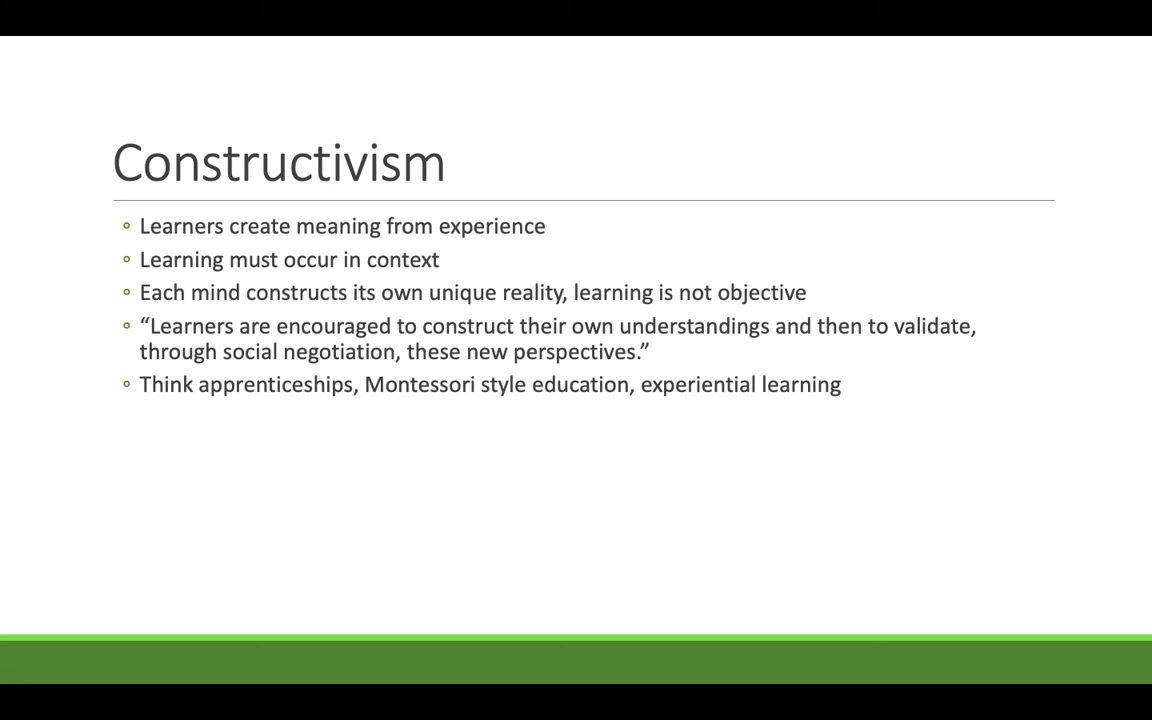 Constructivism
◦ Learners create meaning from experience
◦ Learning must occur in context
◦ Each mind constructs its own unique reality, learning is not objective
◦ “Learners are encouraged to construct their own understandings and then to validate,
through social negotiation, these new perspectives.”
◦ Think apprenticeships, Montessori style education, experiential learning